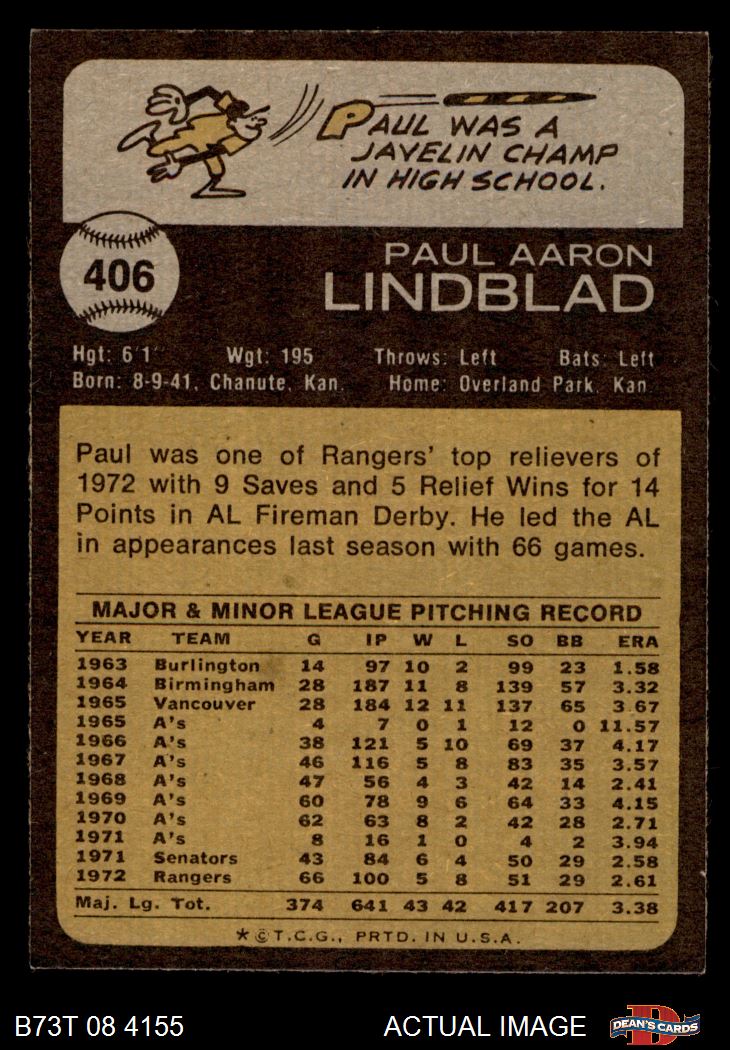 PAUL WAS A
JAVELIN CHAMP
IN HIGH SCHOOL.
406
PAUL AARON
LINDBLAD
Hgt: 6'1" Wgt: 195 Throws: Left Bats: Left
Born: 8-9-41, Chanute, Kan. Home: Overland Park, Kan.
Paul was one of Rangers' top relievers of
1972 with 9 Saves and 5 Relief Wins for 14
Points in AL Fireman Derby. He led the AL
in appearances last season with 66 games.
MAJOR & MINOR LEAGUE PITCHING RECORD
YEAR TEAM G IP W L SO BB ERA
1963 Burlington 14 97 10 2 99 23 1.58
1964 Birmingham 28 187 11 8 139 57 3.32
1965 Vancouver 28 184 12 11 137 65 3.67
1965 A's 4 7 0 1 12 0 11.57
1966 A's 38 121 5 10 69 37 4.17
1967 A's 46 116 5 8 83 35 3.57
1968 A's 47 56 4 3 42 14 2.41
1969 A's 60 78 9 6 64 33 4.15
1970 A's 62 63 8 2 42 28 2.71
1971 A's 8 16 1 0 4 2 3.94
1971 Senators 43 84 6 4 50 29 2.58
1972 Rangers 66 100 5 8 51 29 2.61
Maj. Lg. Tot. 374 641 43 42 417 207 3.38
★©T.C.G., PRTD. IN U.S.A.
B73T 08 4155 ACTUAL IMAGE
D
DEAN'S CARDS